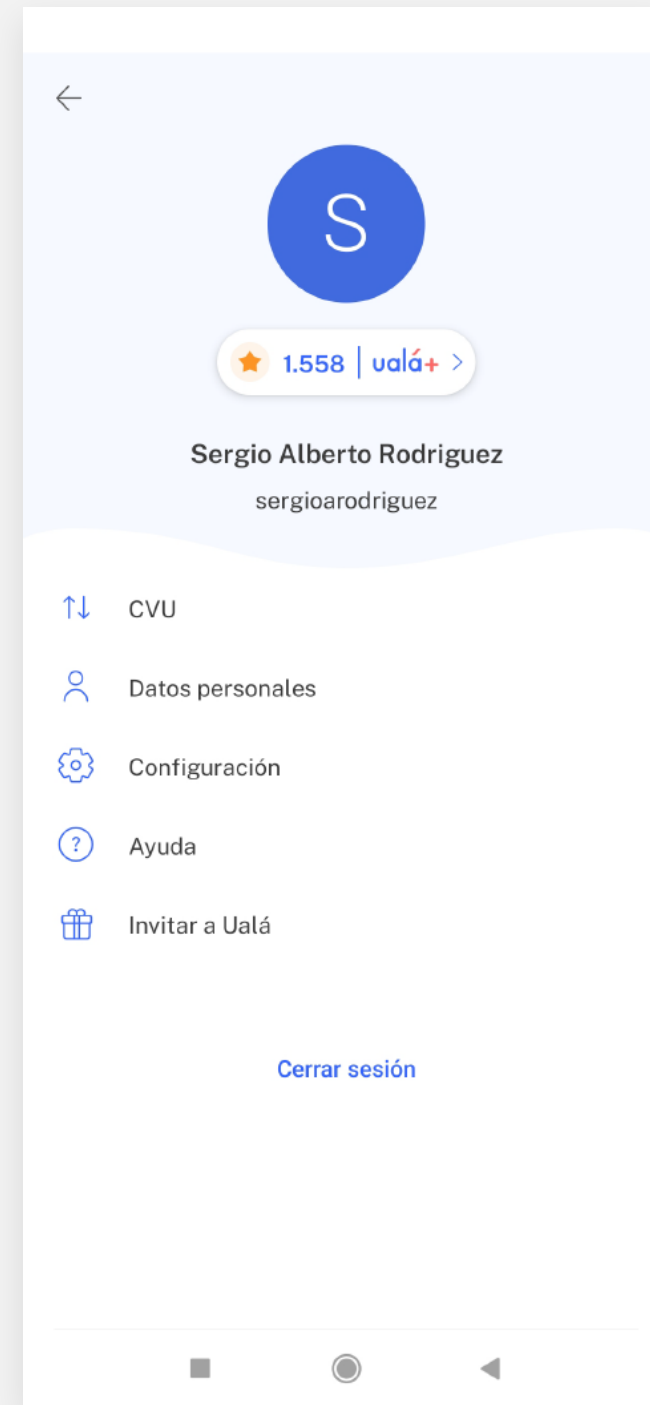 S
1.558 | ualá+ >
Sergio Alberto Rodriguez
sergioarodriguez
CVU
Datos personales
Configuración
? Ayuda
Invitar a Ualá
Cerrar sesión